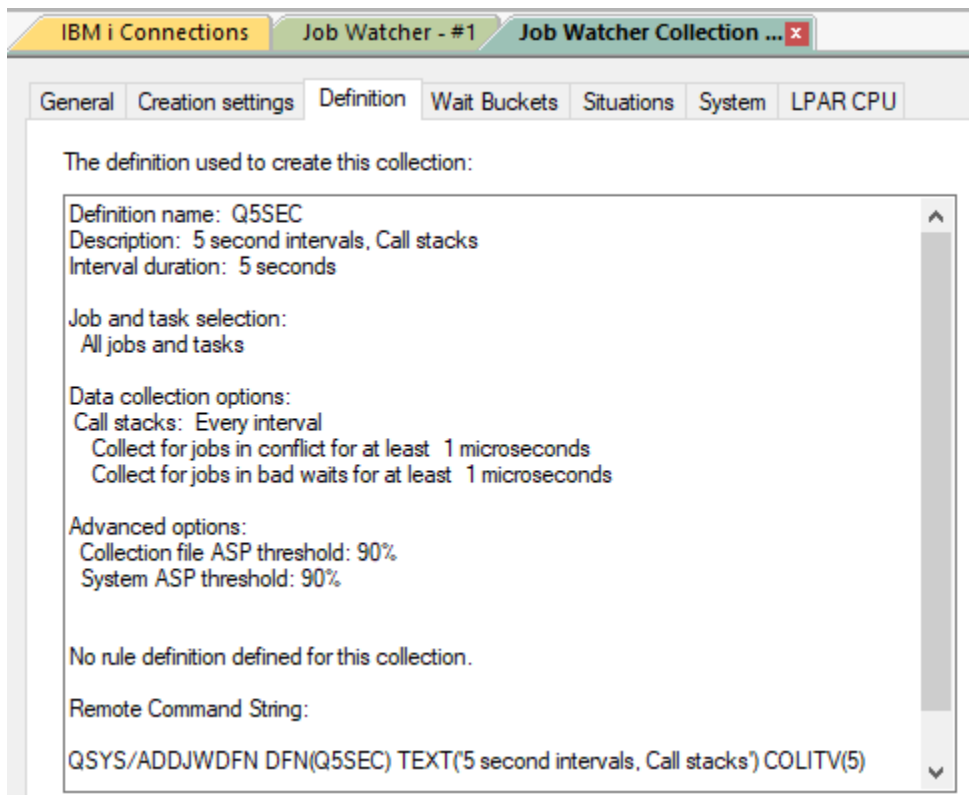 IBM i Connections
Job Watcher - #1
Job Watcher Collection ...
General
Creation settings
Definition
Wait Buckets
Situations
System
LPAR CPU
The definition used to create this collection:
Definition name: Q5SEC
Description: 5 second intervals, Call stacks
Interval duration: 5 seconds
Job and task selection:
All jobs and tasks
Data collection options:
Call stacks: Every interval
Collect for jobs in conflict for at least 1 microseconds
Collect for jobs in bad waits for at least 1 microseconds
Advanced options:
Collection file ASP threshold: 90%
System ASP threshold: 90%
No rule definition defined for this collection.
Remote Command String:
QSYS/ADDJWDFN DFN(Q5SEC) TEXT('5 second intervals, Call stacks') COLITV(5)